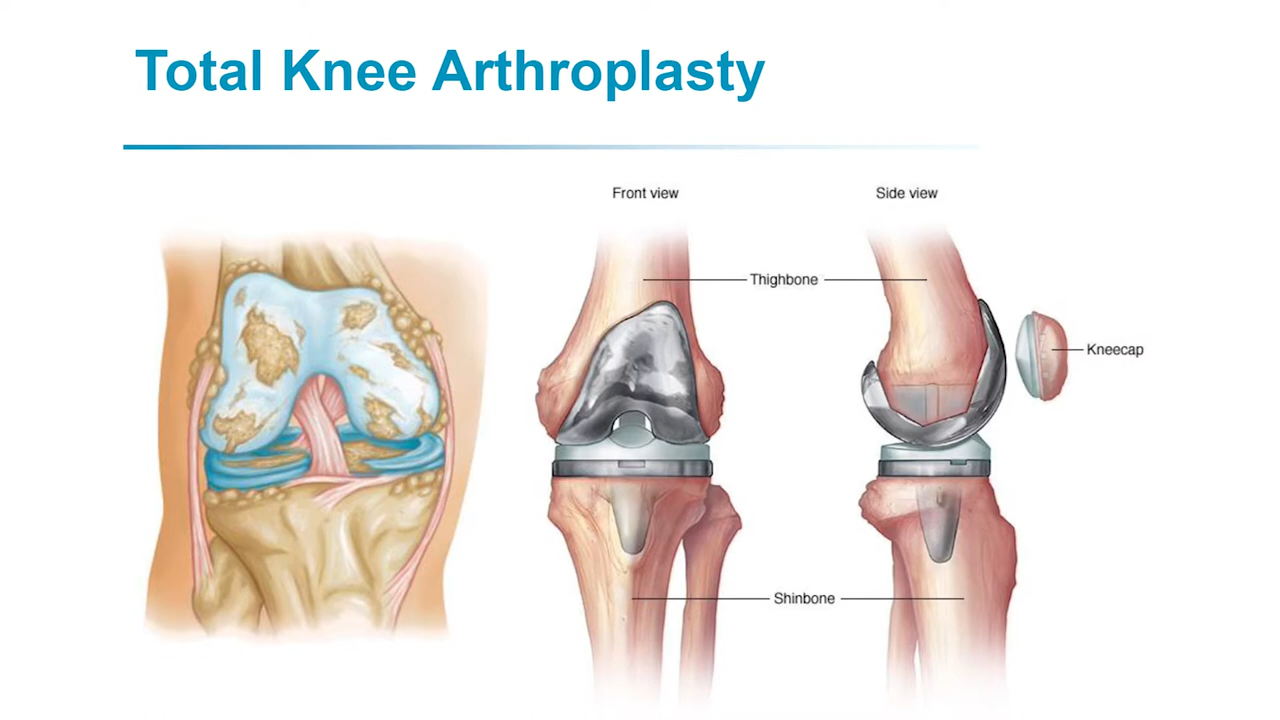 Total Knee Arthroplasty
Front view
Side view
Thighbone
Kneecap
Shinbone